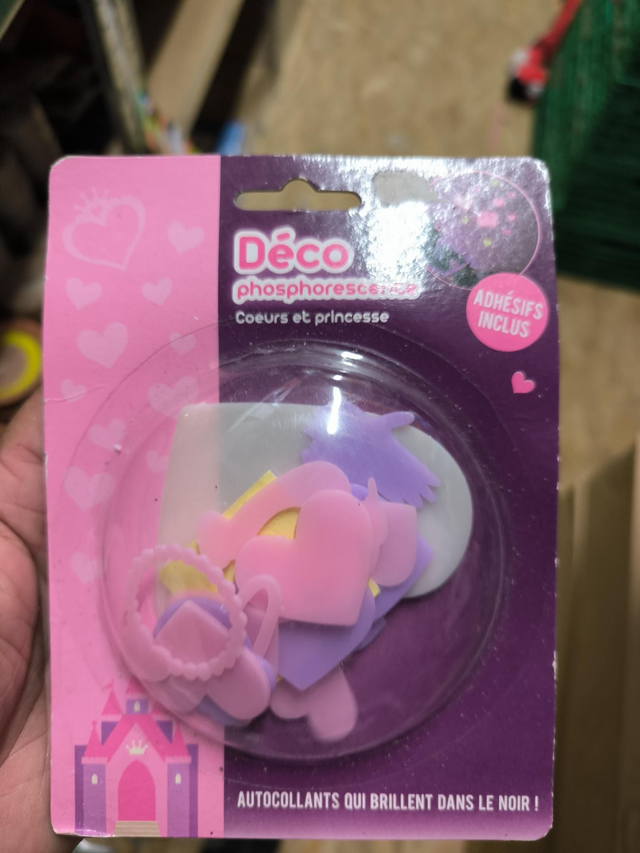 Déco
phosphorescente
Coeurs et princesse
ADHÉSIFS
INCLUS
AUTOCOLLANTS QUI BRILLENT DANS LE NOIR !